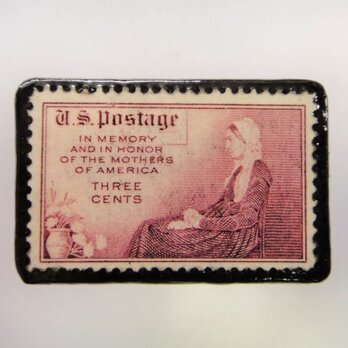 U.S. Postage
IN MEMORY
AND IN HONOR
OF THE MOTHERS
OF AMERICA
THREE
CENTS